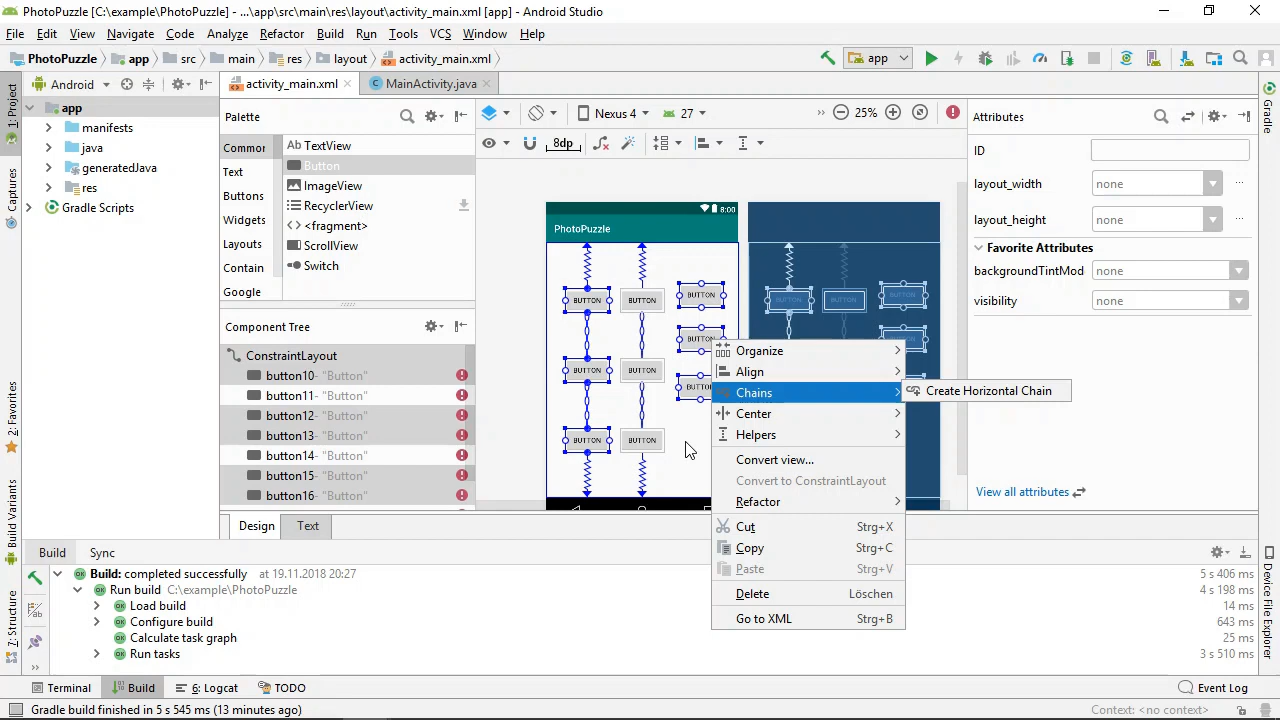 PhotoPuzzle [C:\example\PhotoPuzzle] - ...\app\src\main\res\layout\activity_main.xml [app] - Android Studio
File Edit View Navigate Code Analyze Refactor Build Run Tools VCS Window Help
PhotoPuzzle app src main res layout activity_main.xml app
1: Project
Captures
2: Favorites
Build Variants
7: Structure
Android
app
manifests
java
generatedJava
res
Gradle Scripts
activity_main.xml MainActivity.java
Palette
Commor
Text
Buttons
Widgets
Layouts
Contain
Google
Ab TextView
Button
ImageView
RecyclerView
<> <fragment>
ScrollView
Switch
Component Tree
ConstraintLayout
button10- "Button"
button11- "Button"
button12- "Button"
button13- "Button"
button14- "Button"
button15- "Button"
button16- "Button"
Nexus 4 27 » 25%
8dp
8:00
PhotoPuzzle
BUTTON BUTTON BUTTON
BUTTON
BUTTON BUTTON
BUTTON BUTTON
BUTTON BUTTON BUTTON
BUTTON
Organize
Align
Chains
Center
Helpers
Convert view...
Convert to ConstraintLayout
Refactor
Cut Strg+X
Copy Strg+C
Paste Strg+V
Delete Löschen
Go to XML Strg+B
Create Horizontal Chain
Attributes
ID
layout_width none ...
layout_height none ...
Favorite Attributes
backgroundTintMod none
visibility none
View all attributes
Gradle
Device File Explorer
Design Text
Build Sync
Build: completed successfully at 19.11.2018 20:27 5 s 406 ms
Run build C:\example\PhotoPuzzle 4 s 198 ms
Load build 14 ms
Configure build 643 ms
Calculate task graph 25 ms
Run tasks 3 s 510 ms
Terminal Build 6: Logcat TODO Event Log
Gradle build finished in 5 s 545 ms (13 minutes ago) Context: <no context>